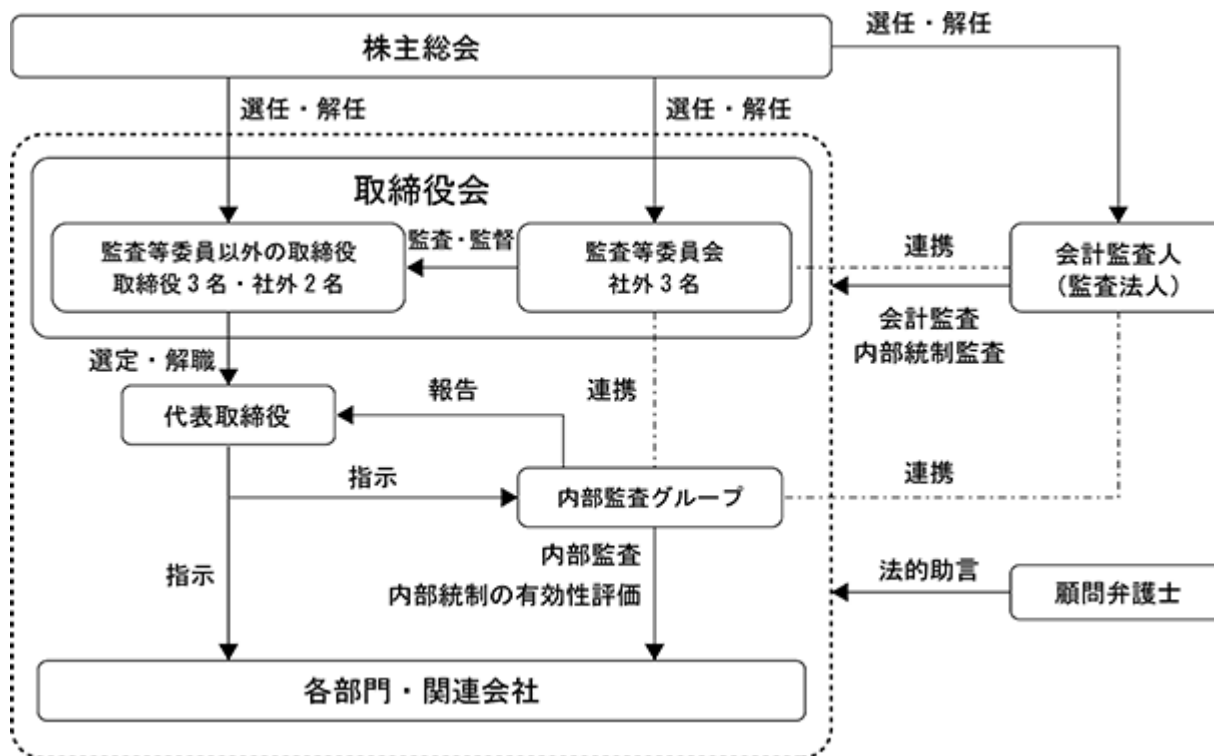 株主総会
選任・解任
選任・解任
選任・解任
取締役会
監査等委員以外の取締役
取締役3名・社外2名
監査・監督
監査等委員会
社外3名
連携
会計監査人
(監査法人)
会計監査
内部統制監査
選定・解職
代表取締役
報告
連携
指示
内部監査グループ
連携
指示
内部監査
内部統制の有効性評価
法的助言
顧問弁護士
各部門・関連会社